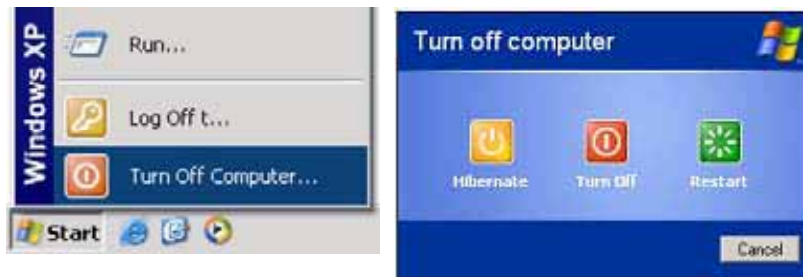 Windows XP
Run...
Log Off t...
Turn Off Computer...
Start
Turn off computer
Hibernate
Turn Off
Restart
Cancel